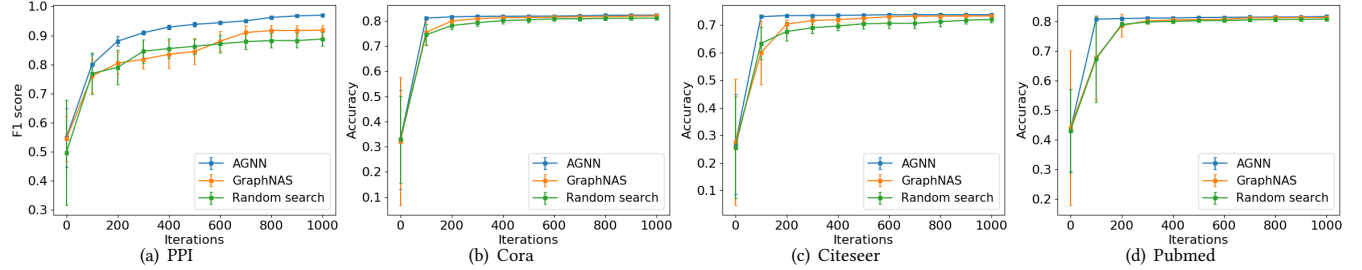 1.0
0.9
0.8
0.7
0.6
0.5
0.4
0.3
F1 score
0 200 400 600 800 1000
Iterations
AGNN
GraphNAS
Random search
(a) PPI
0.8
0.7
0.6
0.5
0.4
0.3
0.2
0.1
Accuracy
0 200 400 600 800 1000
Iterations
AGNN
GraphNAS
Random search
(b) Cora
0.7
0.6
0.5
0.4
0.3
0.2
0.1
Accuracy
0 200 400 600 800 1000
Iterations
AGNN
GraphNAS
Random search
(c) Citeseer
0.8
0.7
0.6
0.5
0.4
0.3
0.2
Accuracy
0 200 400 600 800 1000
Iterations
AGNN
GraphNAS
Random search
(d) Pubmed